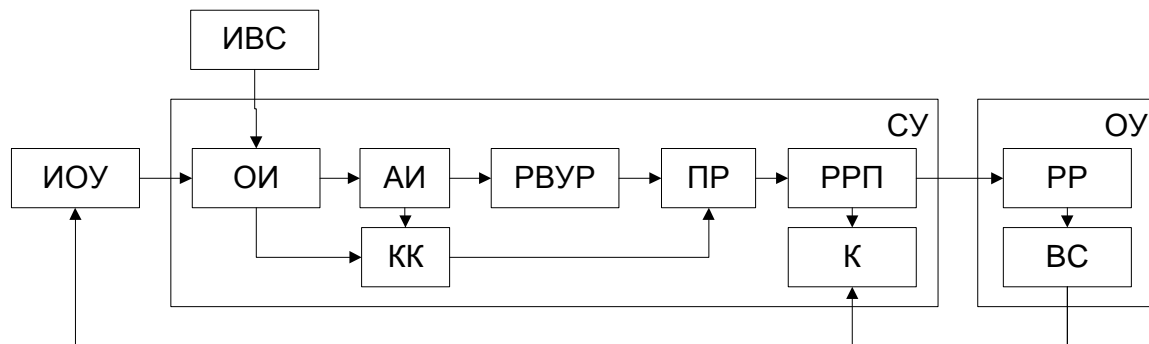 ИВС
СУ
ОУ
ИОУ
ОИ
АИ
РВУР
ПР
РРП
РР
КК
К
ВС